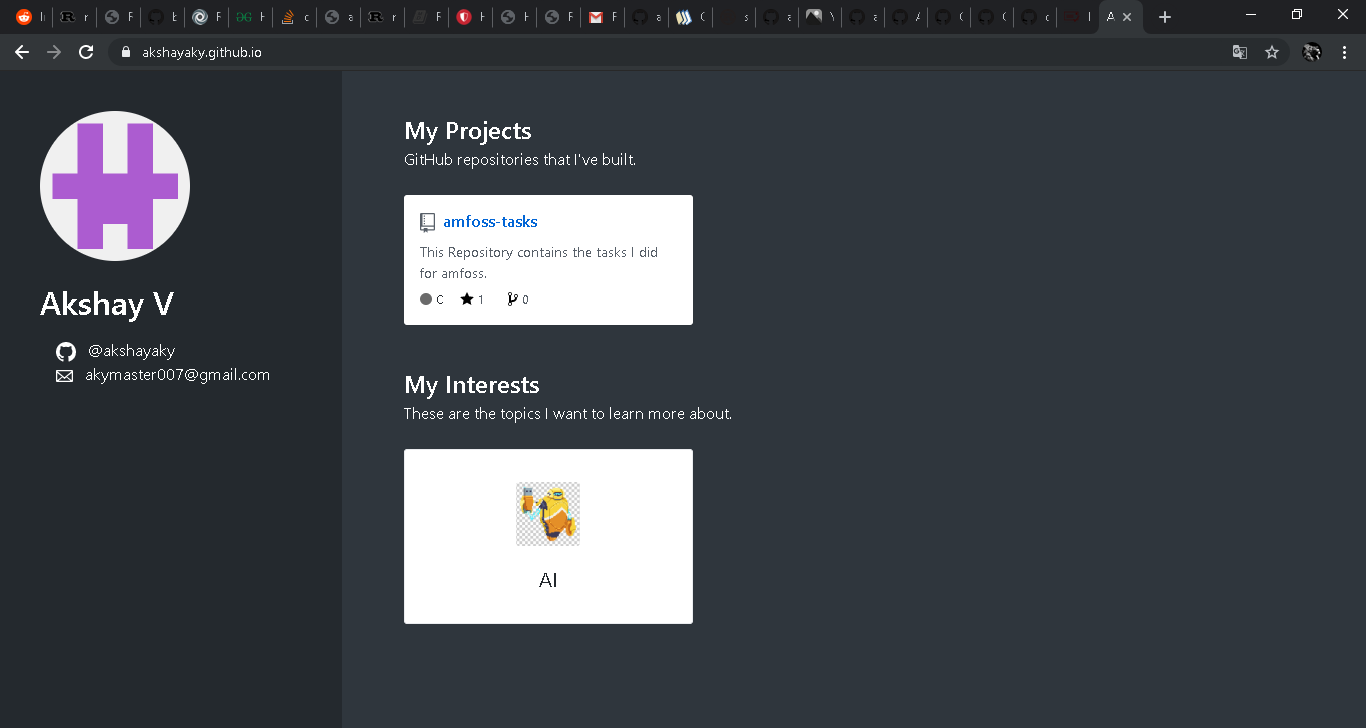 akshayaky.github.io
Akshay V
@akshayaky
akymaster007@gmail.com
My Projects
GitHub repositories that I've built.
amfoss-tasks
This Repository contains the tasks I did
for amfoss.
C 1 0
My Interests
These are the topics I want to learn more about.
AI